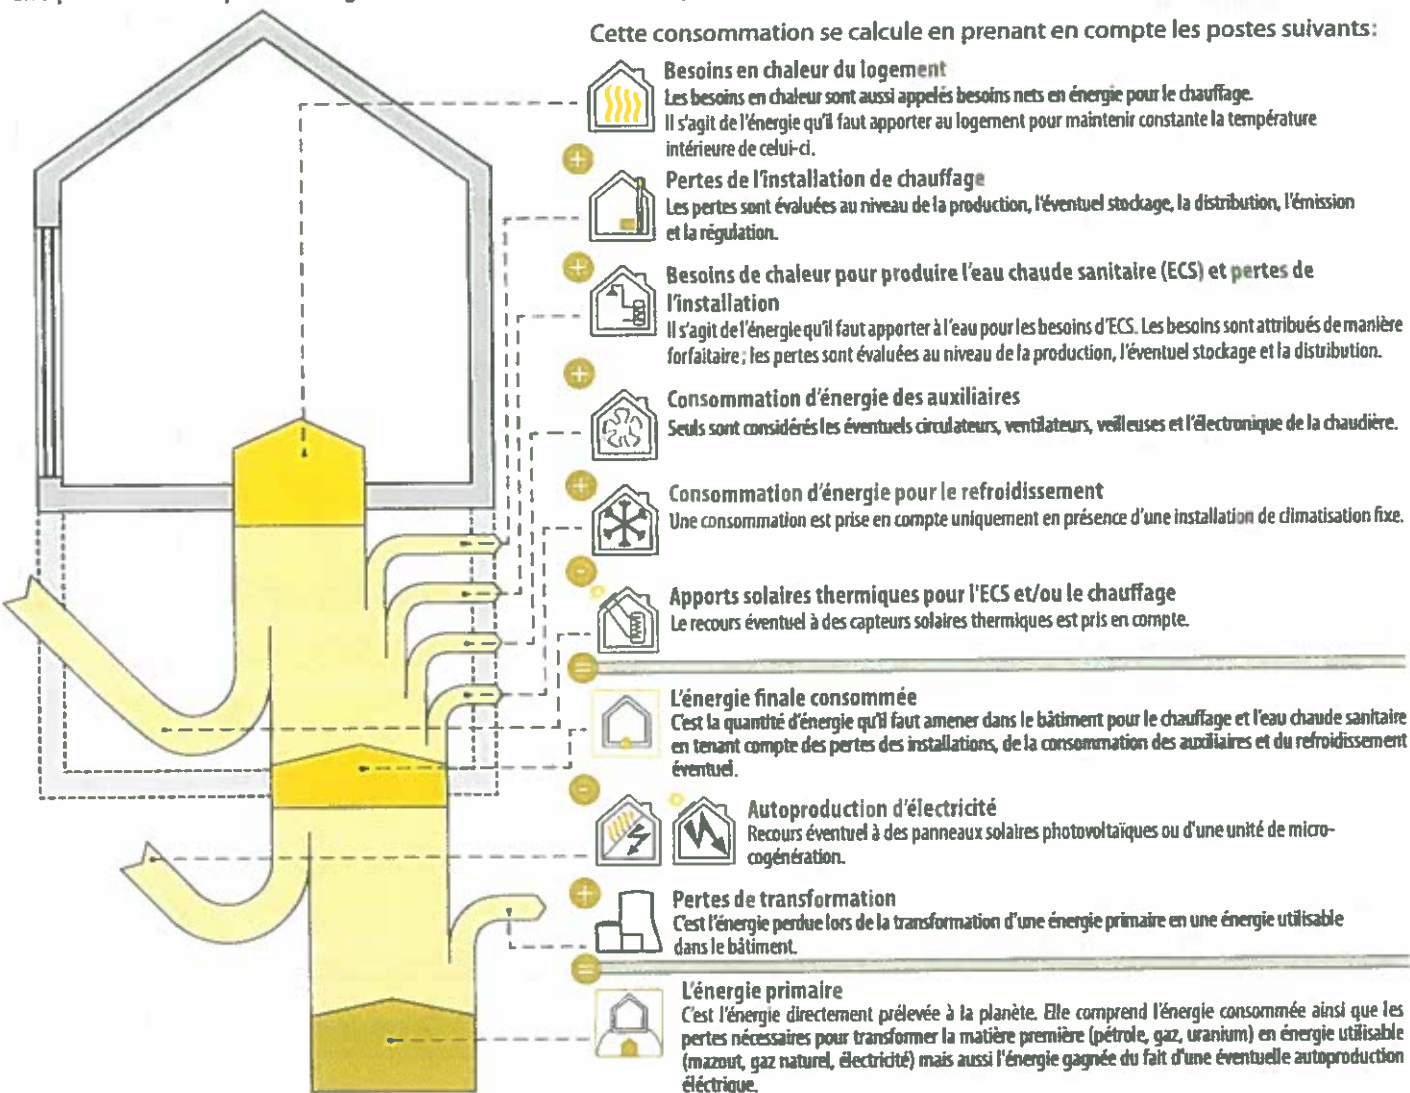 Cette consommation se calcule en prenant en compte les postes suivants:
Besoins en chaleur du logement
Les besoins en chaleur sont aussi appelés besoins nets en énergie pour le chauffage.
Il s'agit de l'énergie qu'il faut apporter au logement pour maintenir constante la température
intérieure de celui-ci.
+
Pertes de l'installation de chauffage
Les pertes sont évaluées au niveau de la production, l'éventuel stockage, la distribution, l'émission
et la régulation.
+
Besoins de chaleur pour produire l'eau chaude sanitaire (ECS) et pertes de
l'installation
Il s'agit de l'énergie qu'il faut apporter à l'eau pour les besoins d'ECS. Les besoins sont attribués de manière
forfaitaire; les pertes sont évaluées au niveau de la production, l'éventuel stockage et la distribution.
+
Consommation d'énergie des auxiliaires
Seuls sont considérés les éventuels circulateurs, ventilateurs, veilleuses et l'électronique de la chaudière.
+
Consommation d'énergie pour le refroidissement
Une consommation est prise en compte uniquement en présence d'une installation de climatisation fixe.
-
Apports solaires thermiques pour l'ECS et/ou le chauffage
Le recours éventuel à des capteurs solaires thermiques est pris en compte.
=
L'énergie finale consommée
C'est la quantité d'énergie qu'il faut amener dans le bâtiment pour le chauffage et l'eau chaude sanitaire
en tenant compte des pertes des installations, de la consommation des auxiliaires et du refroidissement
éventuel.
-
Autoproduction d'électricité
Recours éventuel à des panneaux solaires photovoltaïques ou d'une unité de micro-
cogénération.
+
Pertes de transformation
C'est l'énergie perdue lors de la transformation d'une énergie primaire en une énergie utilisable
dans le bâtiment.
=
L'énergie primaire
C'est l'énergie directement prélevée à la planète. Elle comprend l'énergie consommée ainsi que les
pertes nécessaires pour transformer la matière première (pétrole, gaz, uranium) en énergie utilisable
(mazout, gaz naturel, électricité) mais aussi l'énergie gagnée du fait d'une éventuelle autoproduction
éléctrique.